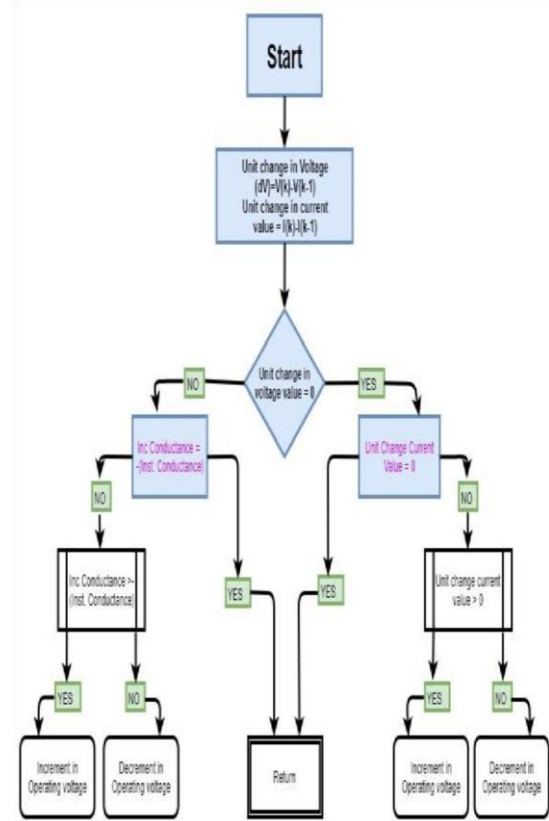 Start
Unit change in Voltage
(dV)=V(k)-V(k-1)
Unit change in current
value = I(k)-I(k-1)
Unit change in
voltage value = 0
NO
YES
Inc Conductance =
-(Inst. Conductance)
Unit Change Current
Value = 0
NO
NO
Inc Conductance >-
(Inst. Conductance)
YES
YES
Unit change current
value > 0
YES
NO
YES
NO
Increment in
Operating voltage
Decrement in
Operating voltage
Return
Increment in
Operating voltage
Decrement in
Operating voltage